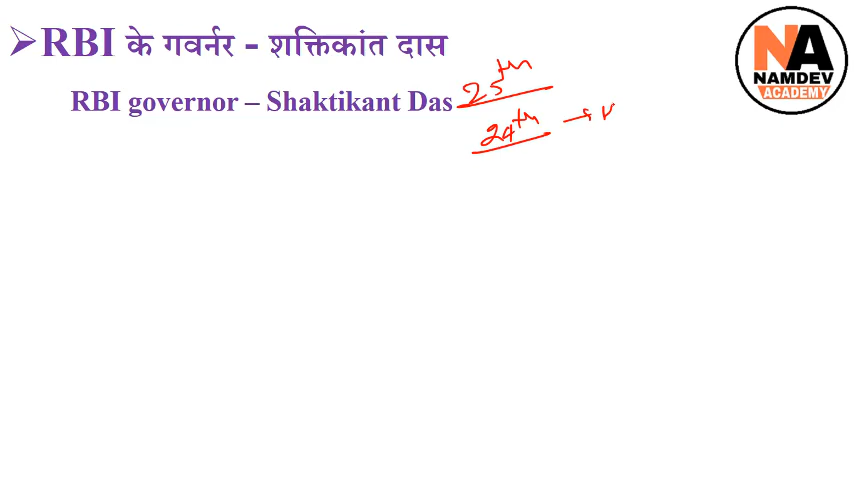 ➢RBI के गवर्नर - शक्तिकांत दास
RBI governor – Shaktikant Das 25th
24th →
NA
NAMDEV
ACADEMY